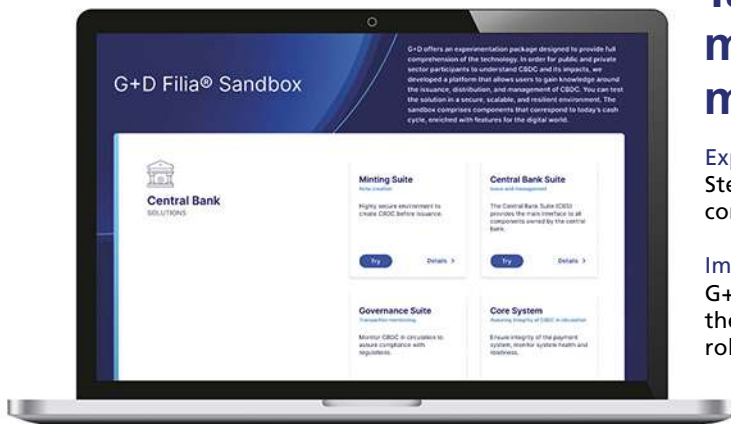 G+D Filia® Sandbox
G+D offers an experimentation package designed to provide full
comprehension of the technology. In order for public and private
sector participants to understand CBDC and its impacts, we
developed a platform that allows users to gain knowledge around
the issuance, distribution, and management of CBDC. You can test
the solution in a secure, scalable, and resilient environment. The
sandbox comprises components that correspond to today's cash
cycle, enriched with features for the digital world.
Central Bank
SOLUTIONS
Minting Suite
Note creation
Highly secure environment to
create CBDC before issuance.
Try
Details >
Central Bank Suite
Issue and management
The Central Bank Suite (CBS)
provides the main interface to all
components owned by the central
bank.
Try
Details >
Governance Suite
Transaction monitoring
Monitor CBDC in circulation to
assure compliance with
regulations.
Core System
Assuring integrity of CBDC in circulation
Ensure integrity of the payment
system, monitor system health and
readiness.
m
m
Exp
Ste
con
Im
G+
the
rol